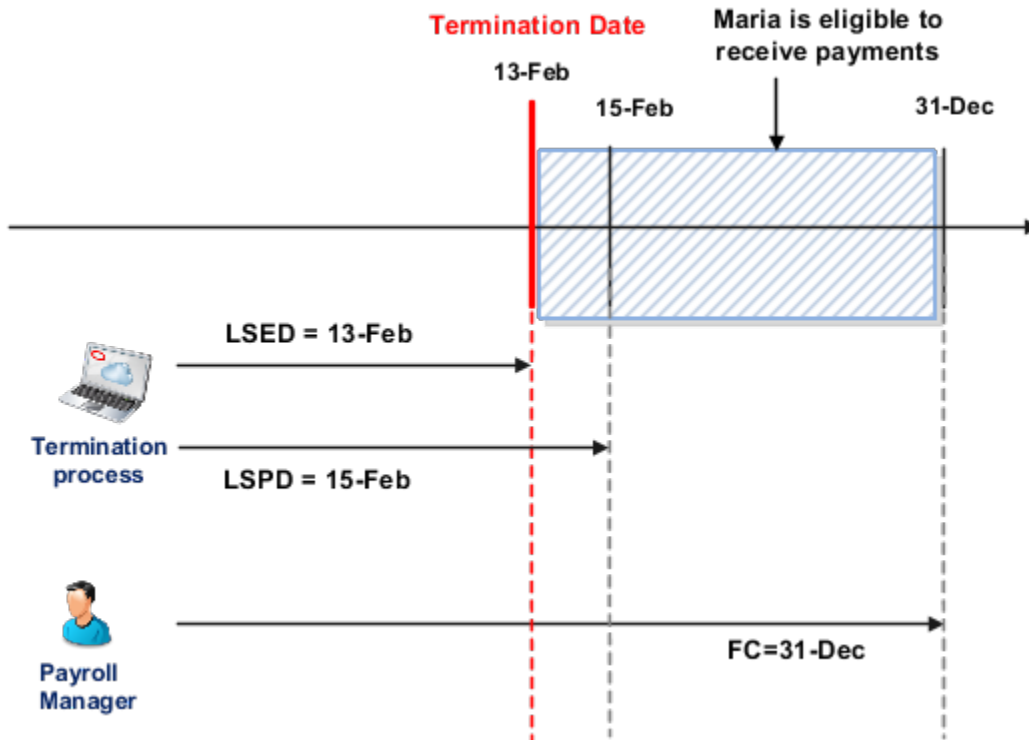 Termination Date
Maria is eligible to
receive payments
13-Feb
15-Feb
31-Dec
LSED = 13-Feb
Termination
process
LSPD = 15-Feb
FC=31-Dec
Payroll
Manager